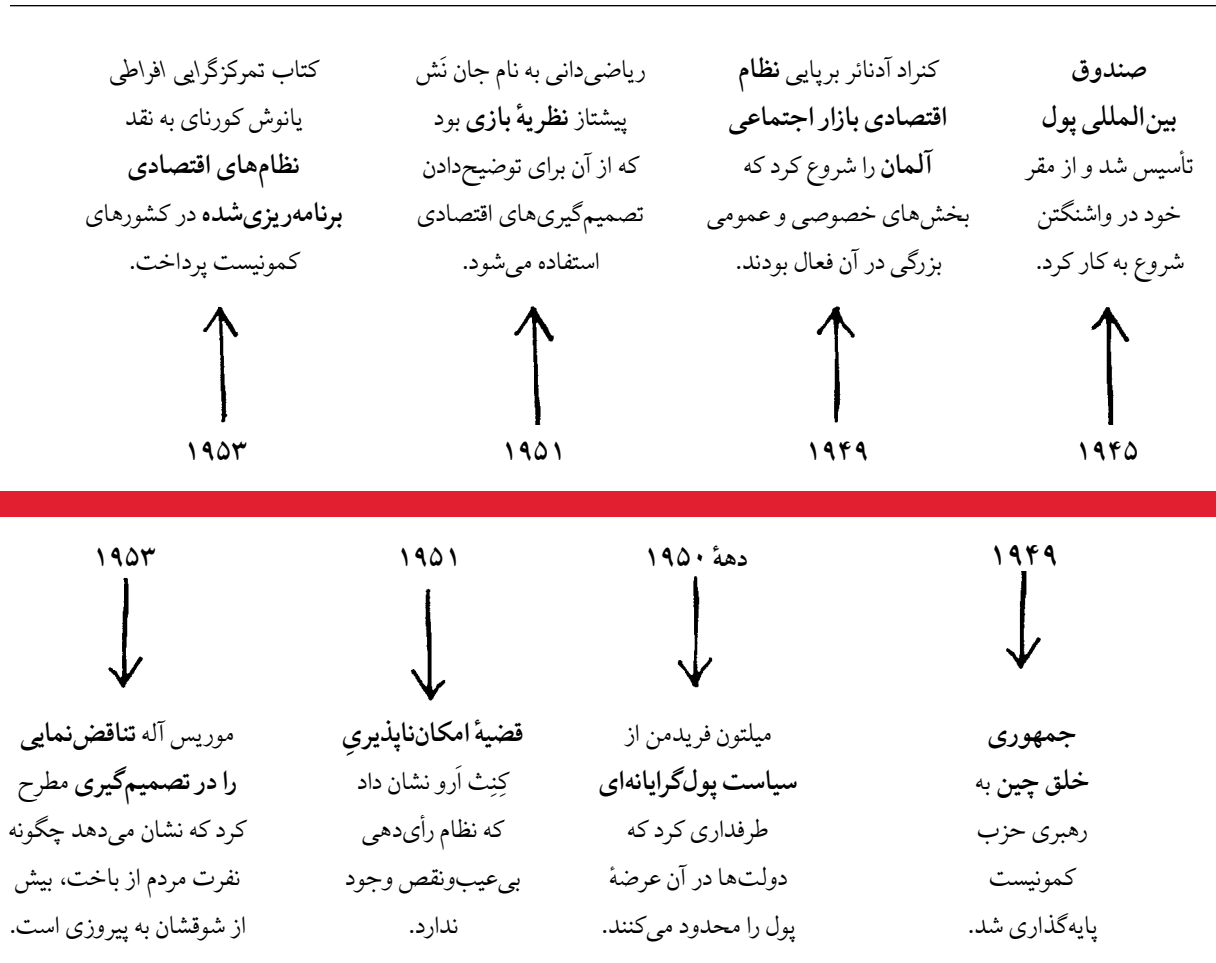 صندوق
بین‌المللی پول
تأسیس شد و از مقر
خود در واشنگتن
شروع به کار کرد.
۱۹۴۵
کنراد آدنائر برپایی نظام
اقتصادی بازار اجتماعی
آلمان را شروع کرد که
بخش‌های خصوصی و عمومی
بزرگی در آن فعال بودند.
۱۹۴۹
ریاضی‌دانی به نام جان نَش
پیشتاز نظریهٔ بازی بود
که از آن برای توضیح‌دادن
تصمیم‌گیری‌های اقتصادی
استفاده می‌شود.
۱۹۵۱
کتاب تمرکزگرایی افراطی
یانوش کورنای به نقد
نظام‌های اقتصادی
برنامه‌ریزی‌شده در کشورهای
کمونیست پرداخت.
۱۹۵۳
۱۹۴۹
جمهوری
خلق چین به
رهبری حزب
کمونیست
پایه‌گذاری شد.
دههٔ ۱۹۵۰
میلتون فریدمن از
سیاست پول‌گرایانه‌ای
طرفداری کرد که
دولت‌ها در آن عرضهٔ
پول را محدود می‌کنند.
۱۹۵۱
قضیهٔ امکان‌ناپذیریِ
کِنِث اَرو نشان داد
که نظام رأی‌دهی
بی‌عیب‌ونقص وجود
ندارد.
۱۹۵۳
موریس آله تناقض‌نمایی
را در تصمیم‌گیری مطرح
کرد که نشان می‌دهد چگونه
نفرت مردم از باخت، بیش
از شوقشان به پیروزی است.